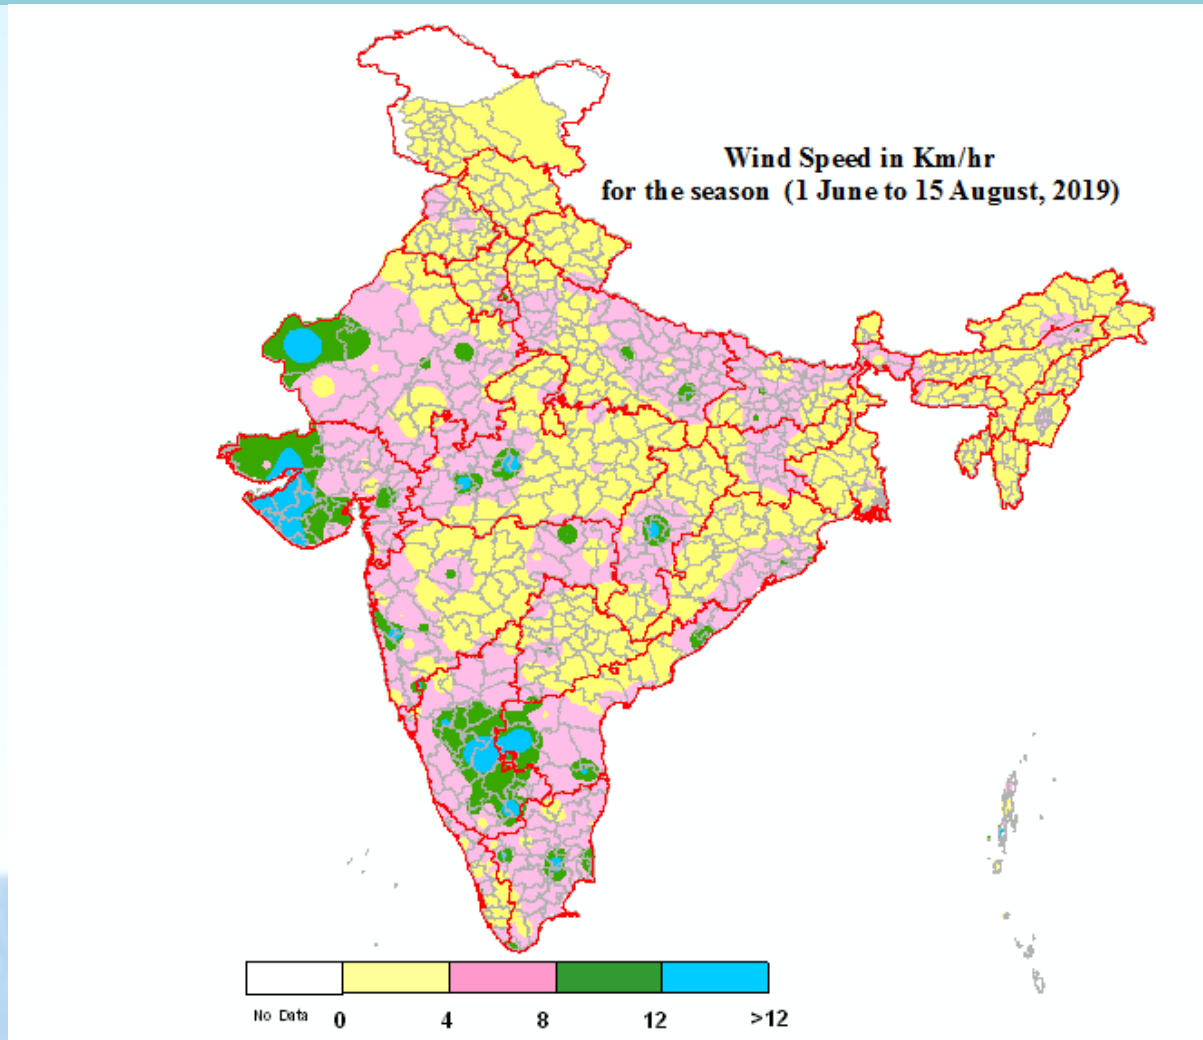 Wind Speed in Km/hr
for the season (1 June to 15 August, 2019)
No Data 0 4 8 12 >12